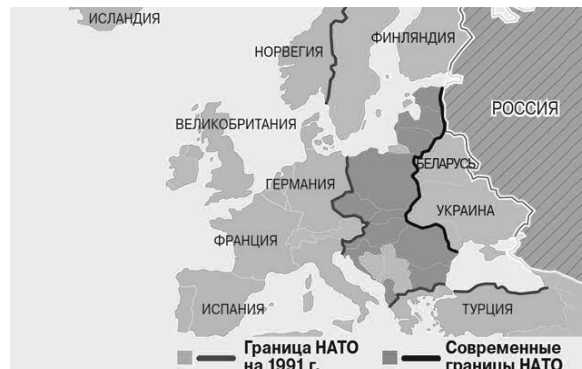 ИСЛАНДИЯ
НОРВЕГИЯ
ФИНЛЯНДИЯ
РОССИЯ
ВЕЛИКОБРИТАНИЯ
БЕЛАРУСЬ
ГЕРМАНИЯ
УКРАИНА
ФРАНЦИЯ
ИСПАНИЯ
ТУРЦИЯ
Граница НАТО
на 1991 г.
Современные
границы НАТО